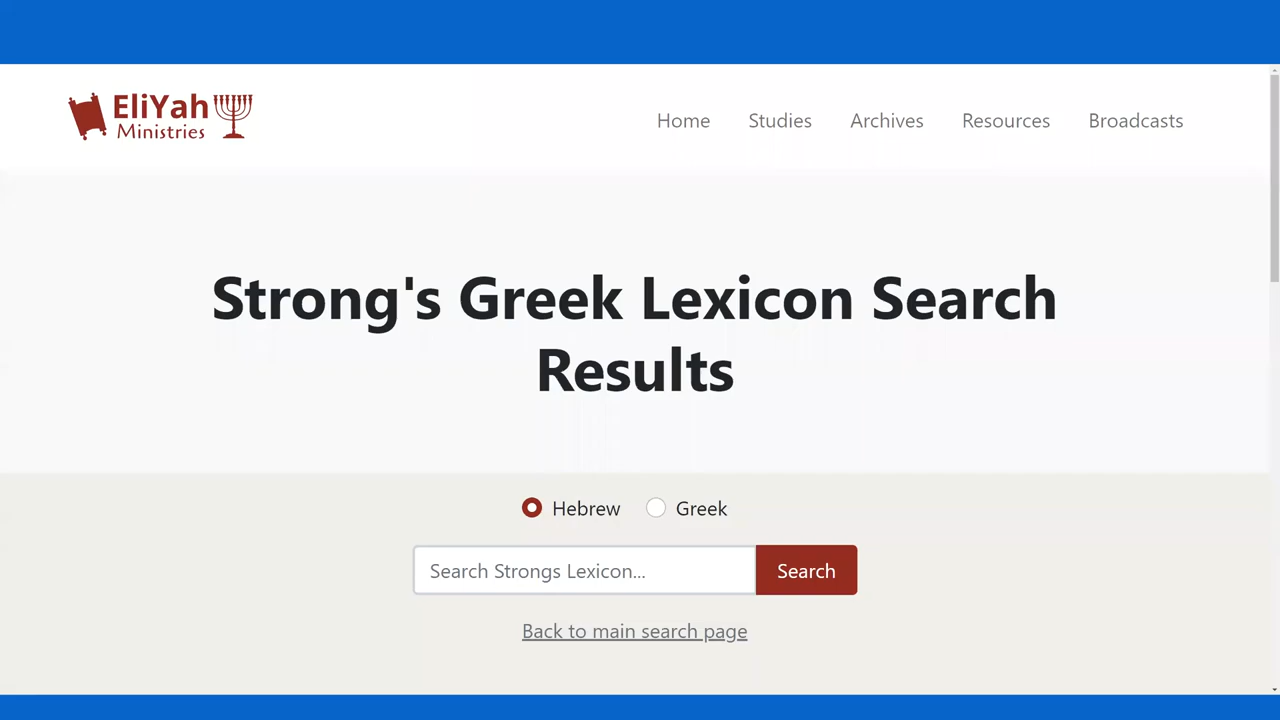 EliYah
Ministries
Home Studies Archives Resources Broadcasts
Strong's Greek Lexicon Search
Results
Hebrew Greek
Search Strongs Lexicon... Search
Back to main search page